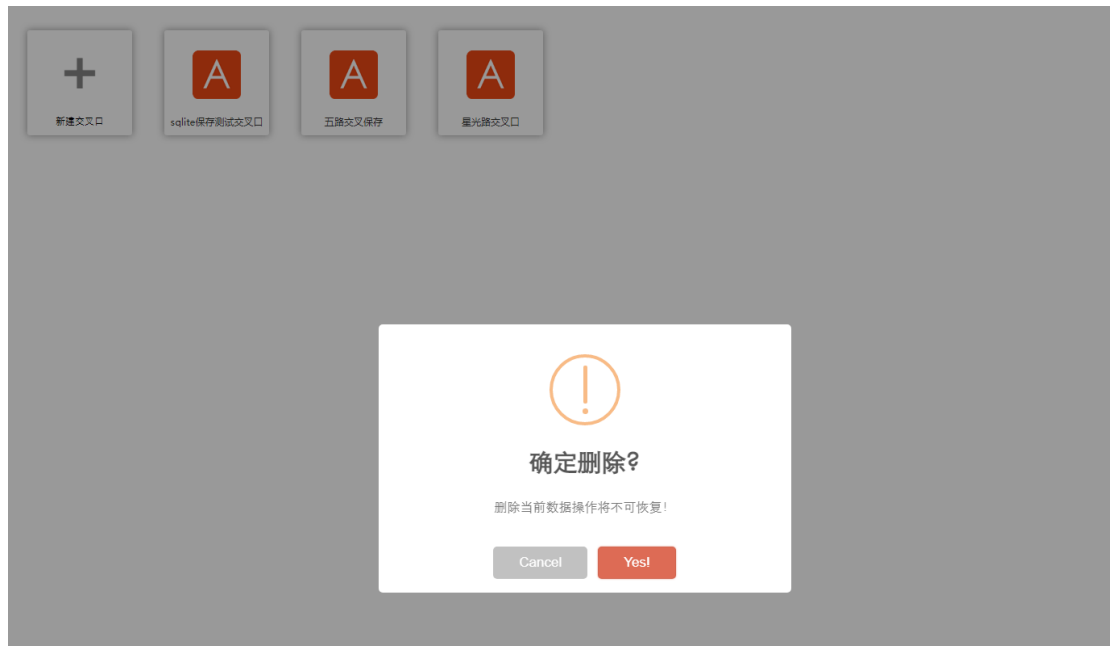 新建交叉口
sqlite保存测试交叉口
五路交叉保存
星光路交叉口
确定删除?
删除当前数据操作将不可恢复!
Cancel
Yes!